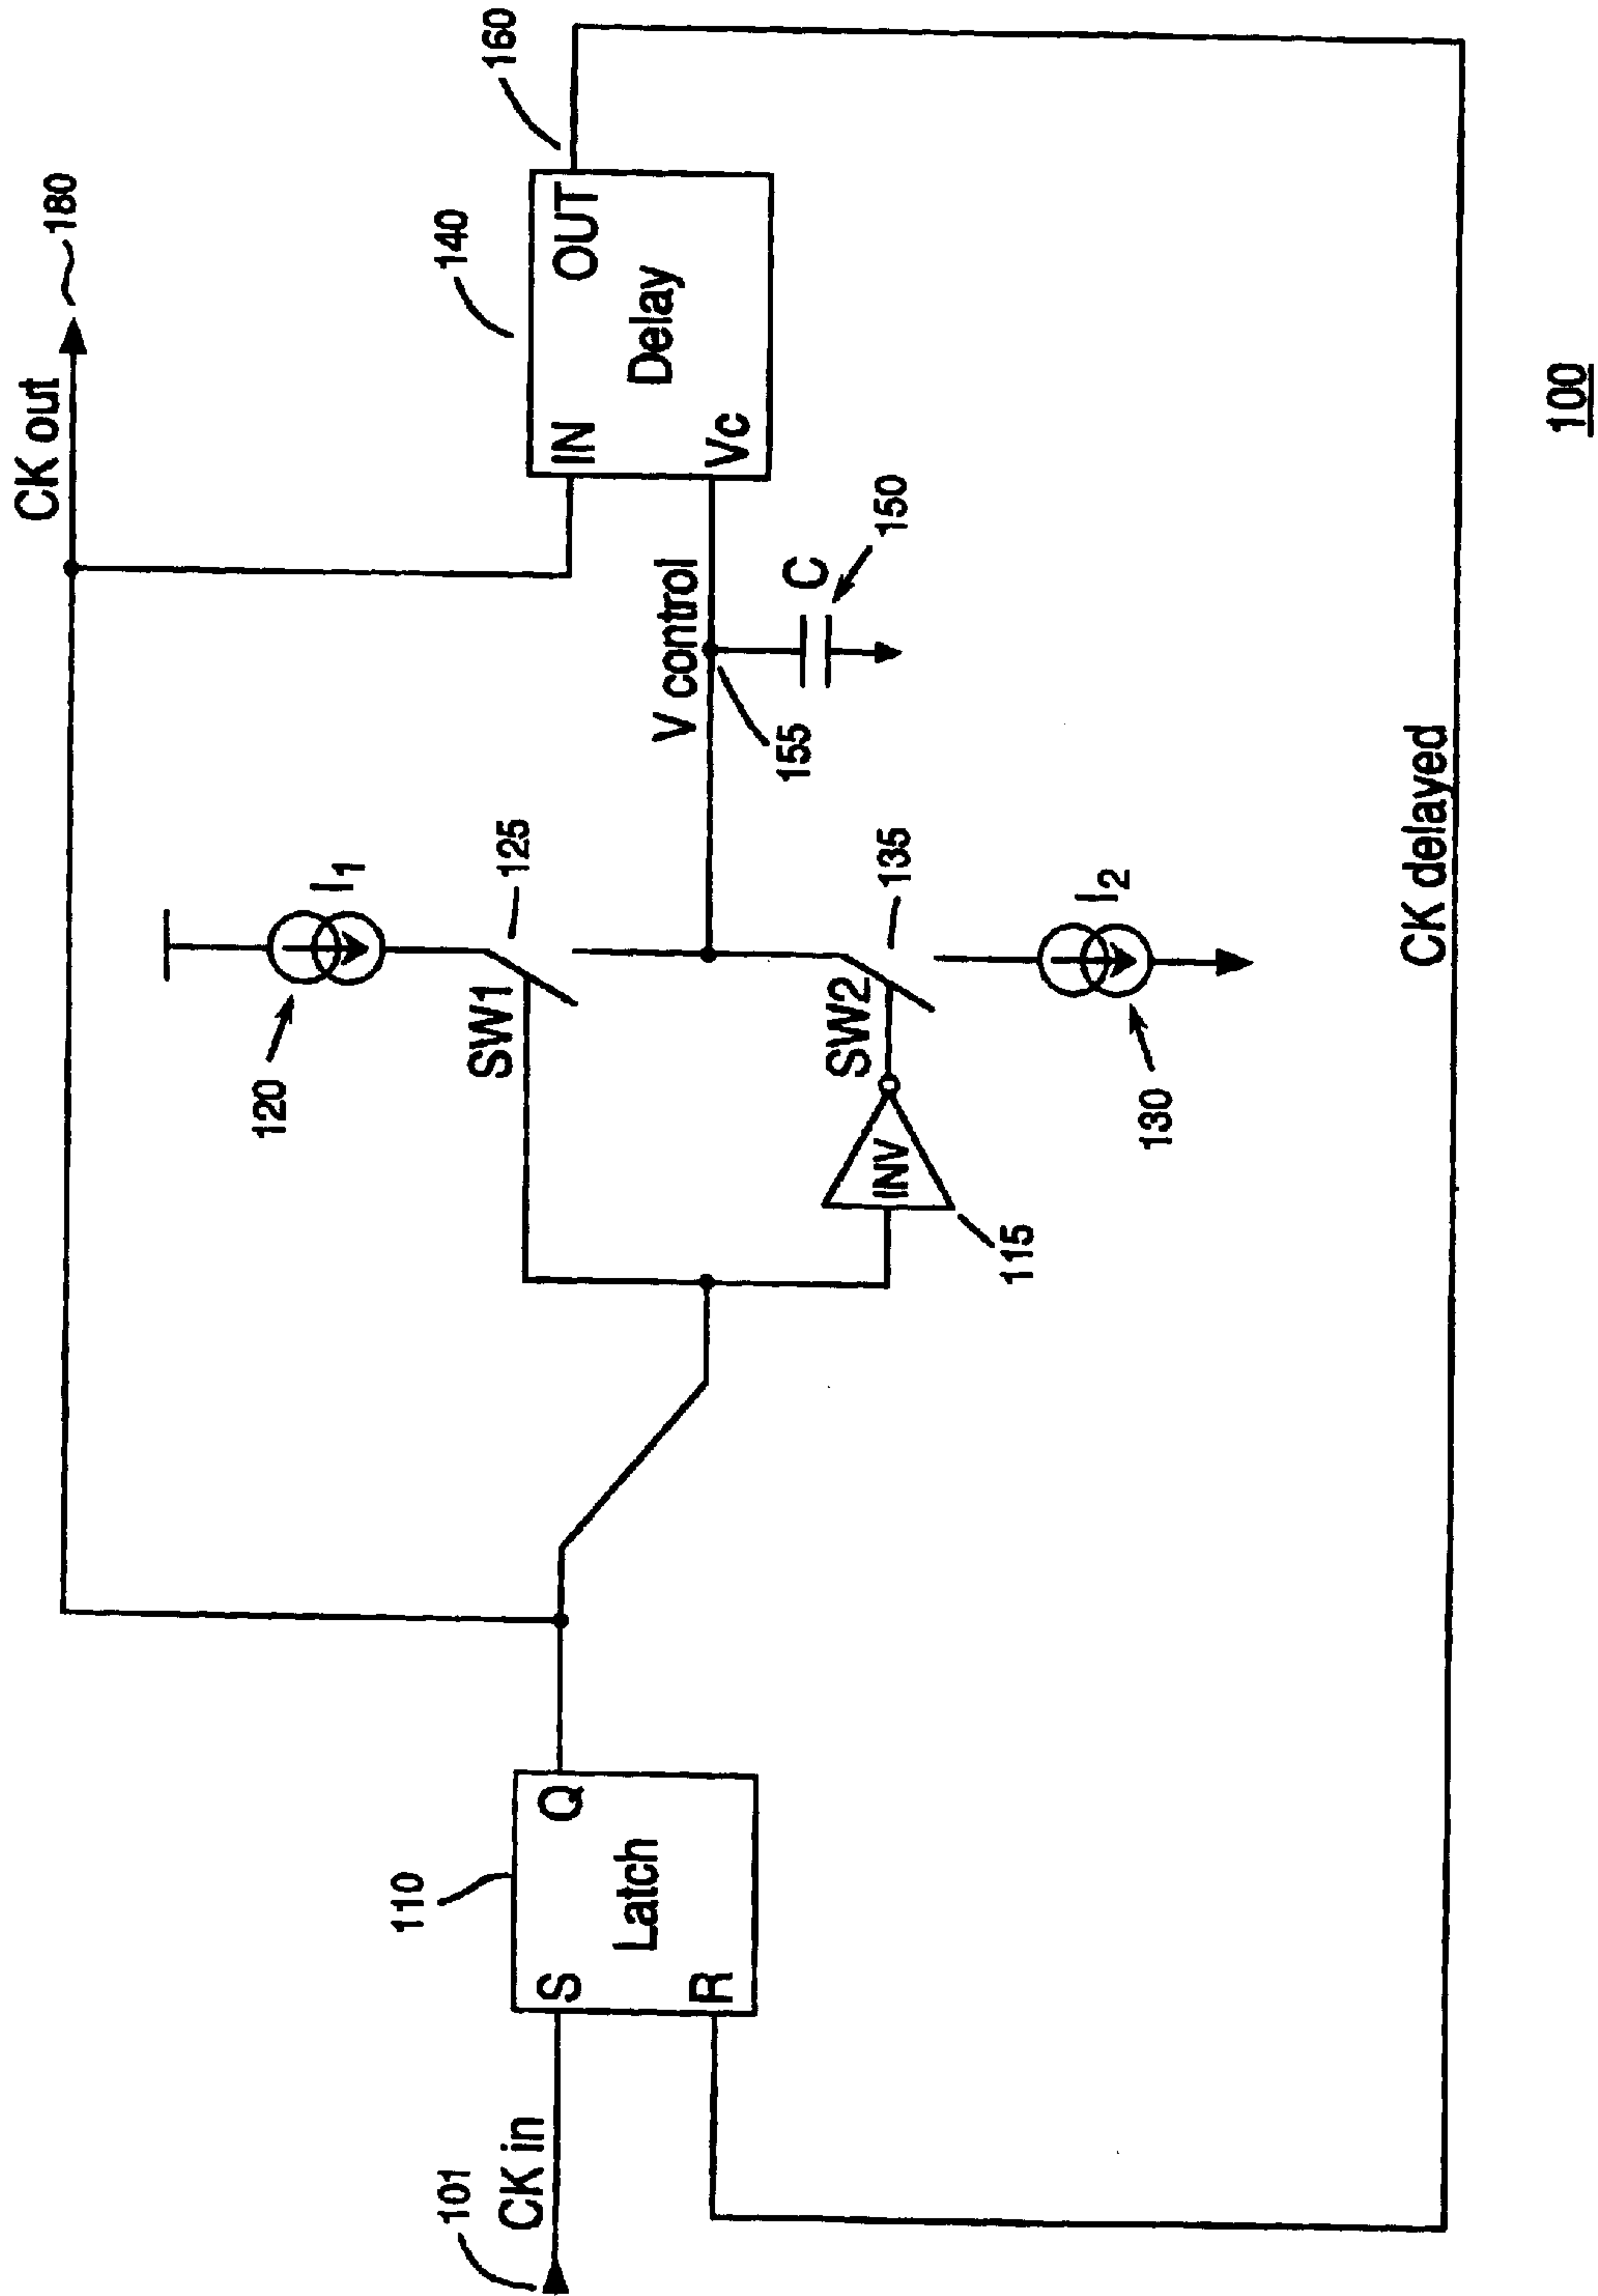 CK out
180
120
I1
SW1
125
140
160
IN
OUT
Delay
Vc
V control
155
C
150
110
S
Q
Latch
R
101
CK in
SW2
135
INV
115
130
I2
CK delayed
100